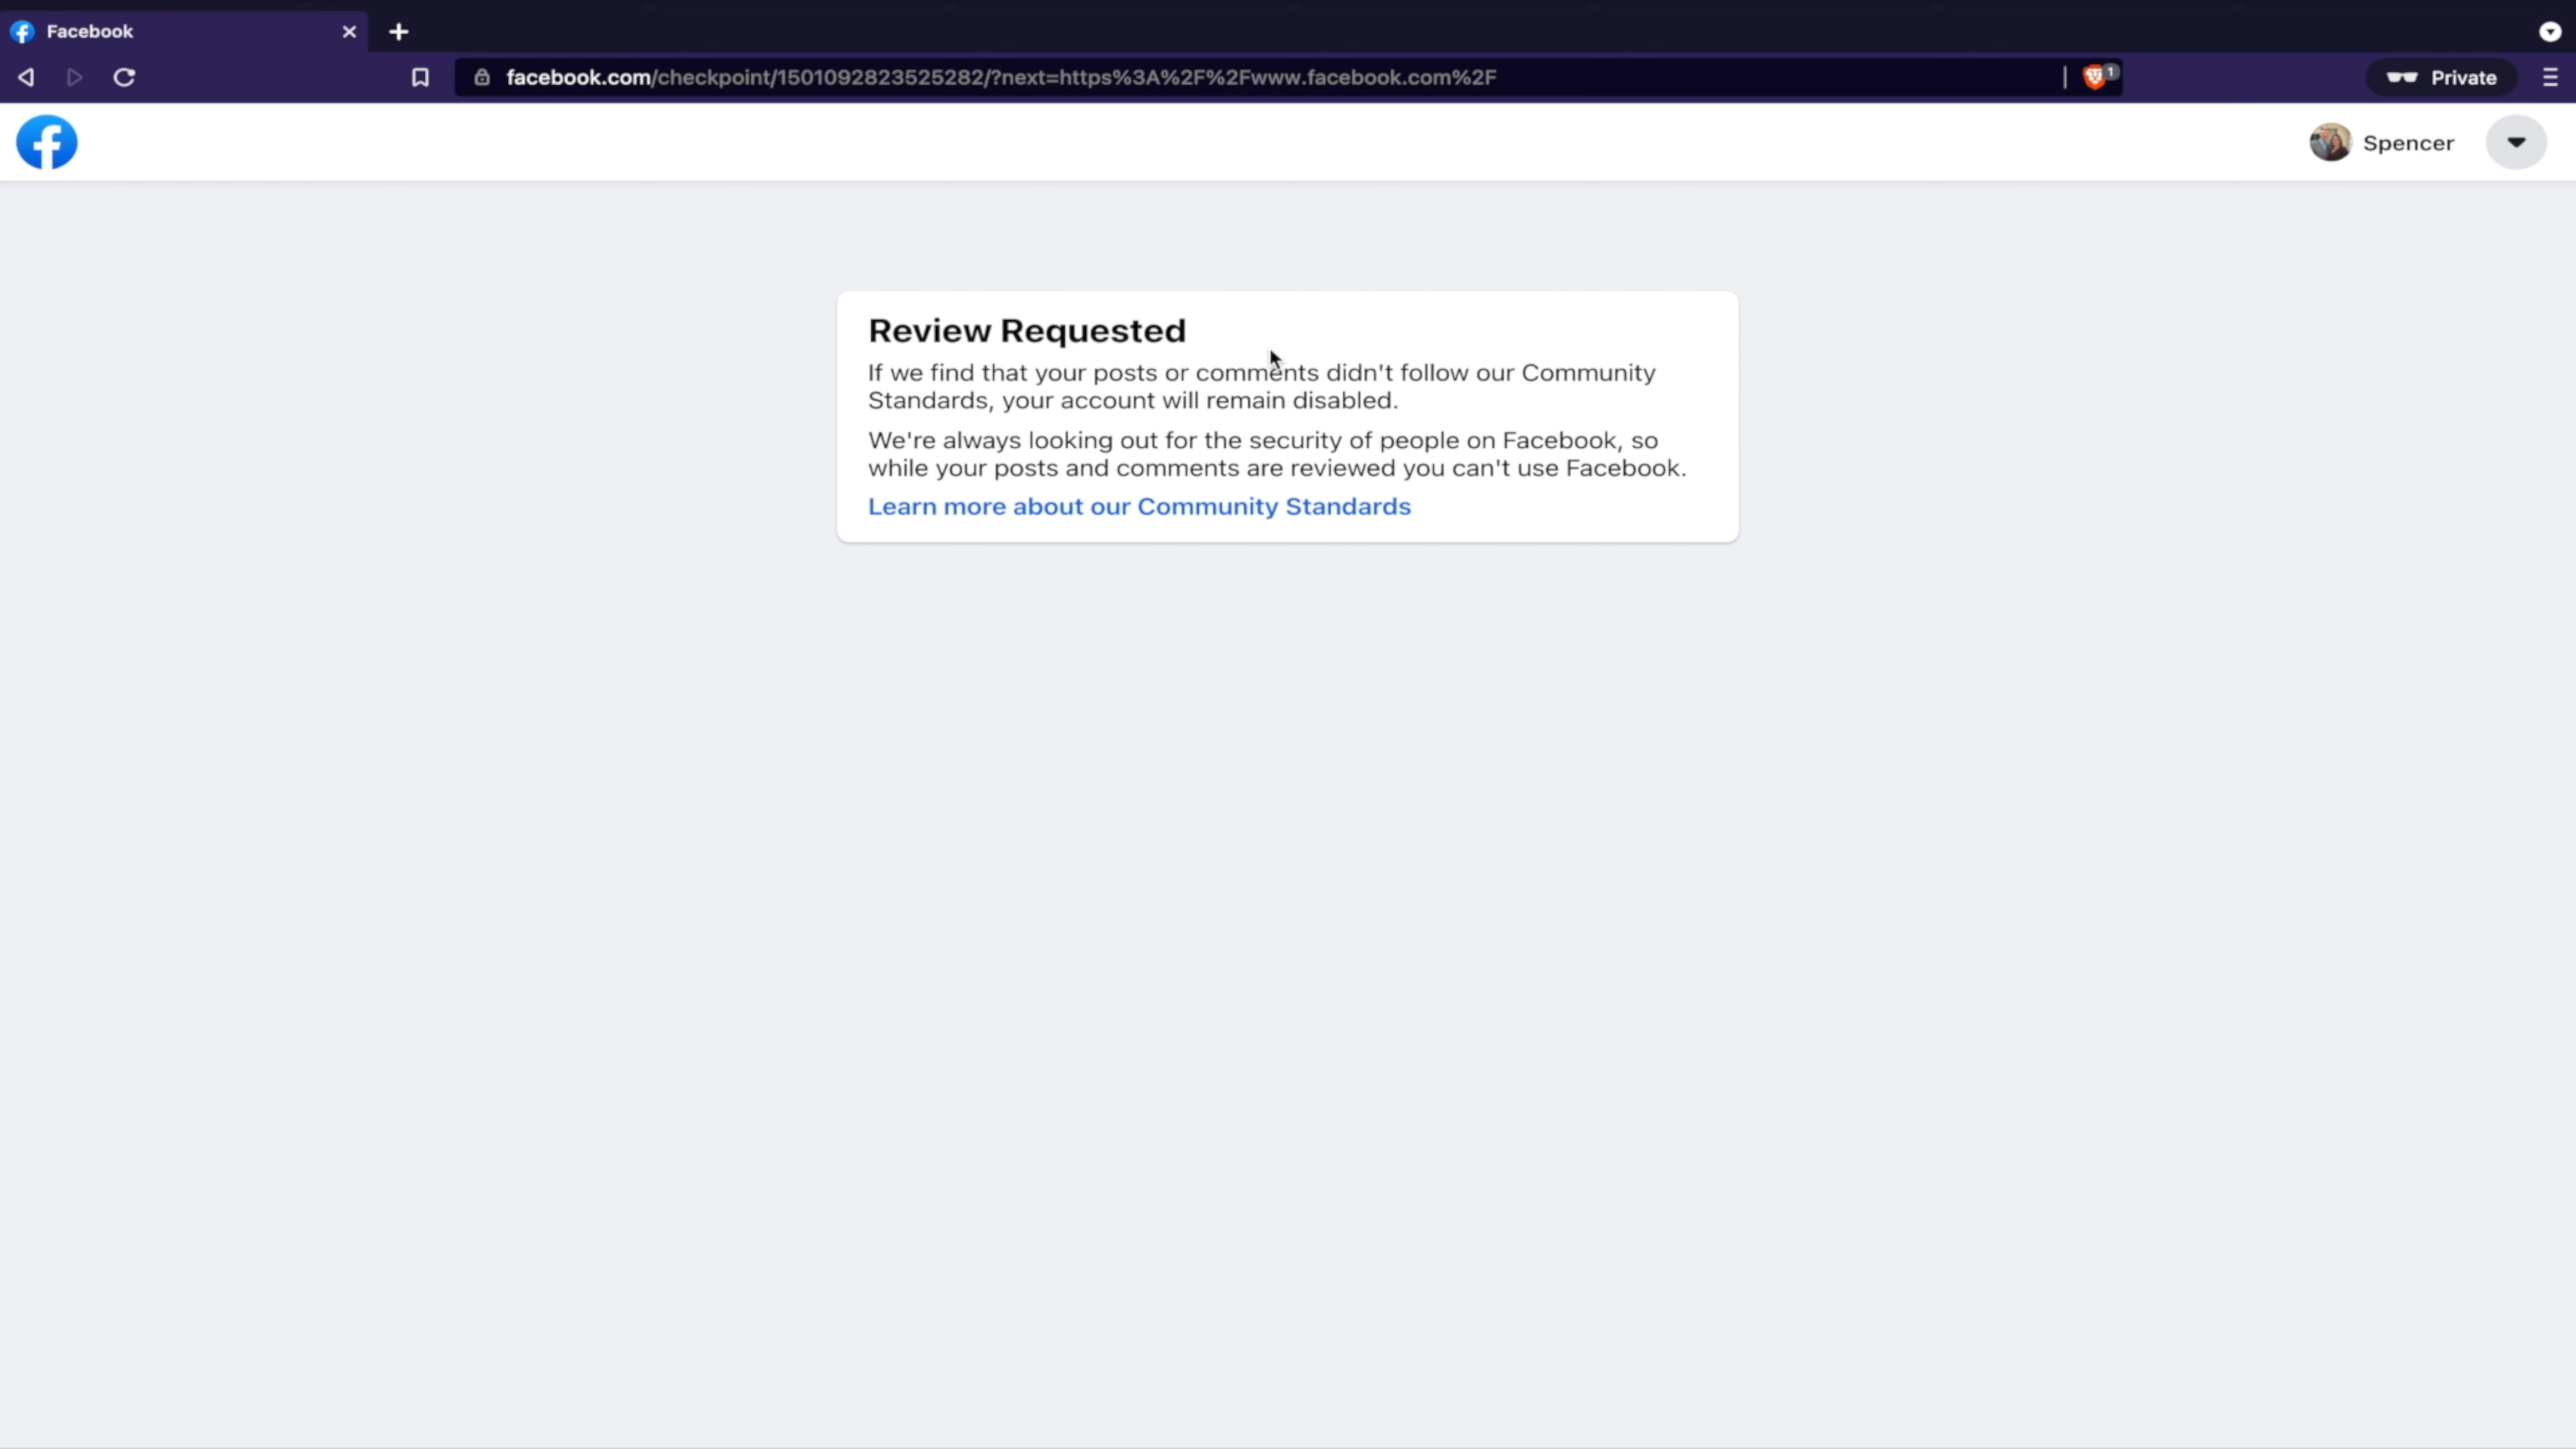 Facebook
facebook.com/checkpoint/1501092823525282/?next=https%3A%2F%2Fwww.facebook.com%2F
1
Private
Spencer
Review Requested
If we find that your posts or comments didn't follow our Community
Standards, your account will remain disabled.
We're always looking out for the security of people on Facebook, so
while your posts and comments are reviewed you can't use Facebook.
Learn more about our Community Standards